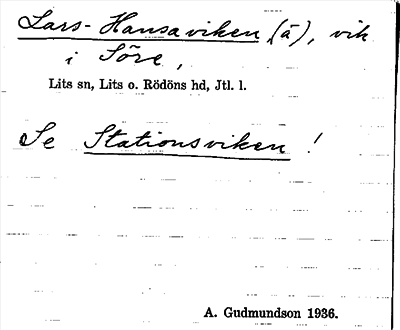 Lars-Hansaviken (ā), vik
i Söre,
Lits sn, Lits o. Rödöns hd, Jtl. l.
Se Stationsviken !
A. Gudmundson 1936.